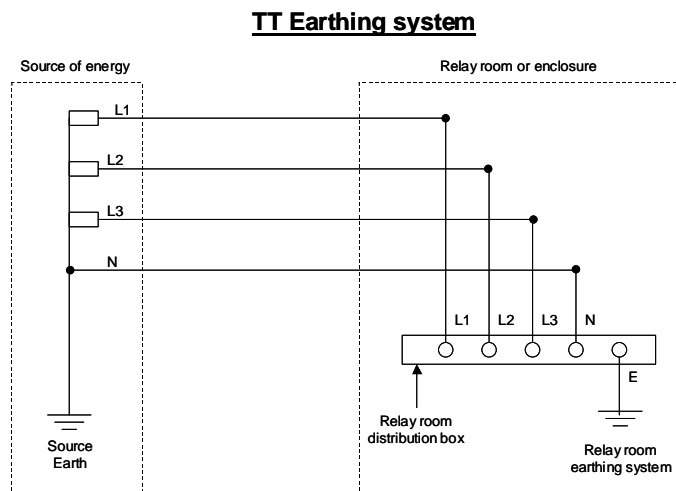 TT Earthing system
Source of energy
Relay room or enclosure
L1
L2
L3
N
L1 L2 L3 N
E
Relay room
distribution box
Source
Earth
Relay room
earthing system